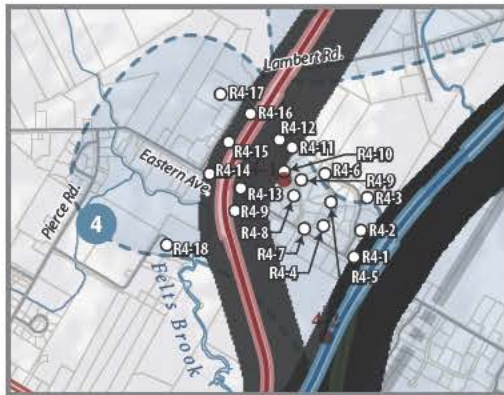 Lambert Rd.
R4-17
R4-16
R4-12
R4-11
R4-10
R4-15
R4-6
Eastern Ave.
R4-14
R4-9
R4-13
R4-3
Pierce Rd.
R4-9
4
R4-8
R4-2
R4-18
R4-7
R4-4
R4-1
R4-5
Felts Brook